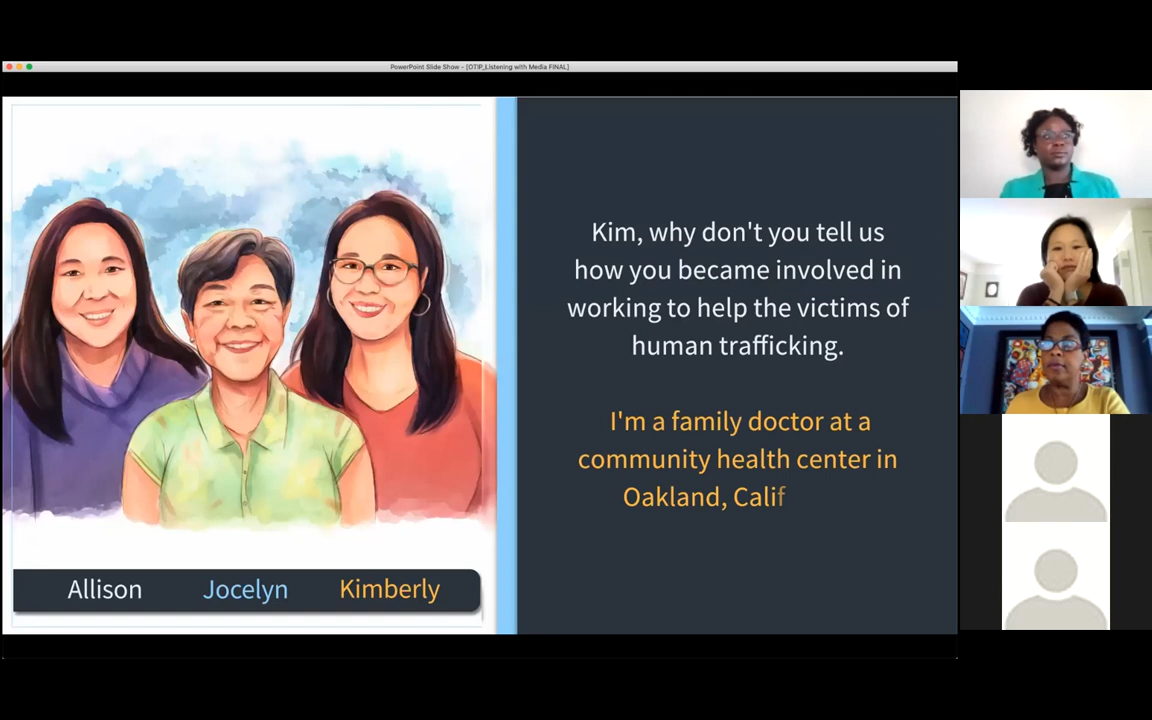 PowerPoint Slide Show - [OTIP_Listening with Media FINAL]
Kim, why don't you tell us
how you became involved in
working to help the victims of
human trafficking.
I'm a family doctor at a
community health center in
Oakland, Calif
Allison Jocelyn Kimberly